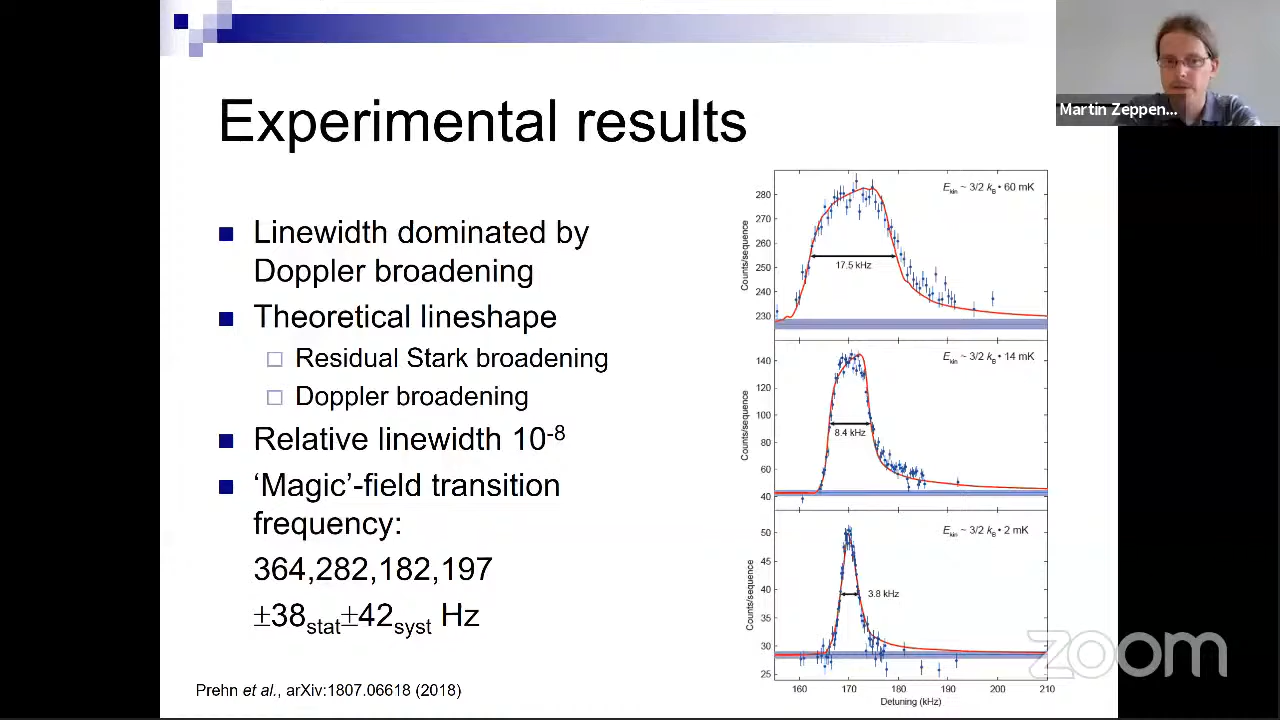 Experimental results
Martin Zeppen...
Linewidth dominated by
Doppler broadening
Theoretical lineshape
Residual Stark broadening
Doppler broadening
Relative linewidth 10-8
‘Magic’-field transition
frequency:
364,282,182,197
±38stat±42syst Hz
Prehn et al., arXiv:1807.06618 (2018)
Ekin ~ 3/2 kB • 60 mK
280
270
260
250
240
230
Counts/sequence
17.5 kHz
Ekin ~ 3/2 kB • 14 mK
140
120
100
80
60
40
Counts/sequence
8.4 kHz
Ekin ~ 3/2 kB • 2 mK
50
45
40
35
30
25
Counts/sequence
3.8 kHz
160 170 180 190 200 210
Detuning (kHz)
zoom